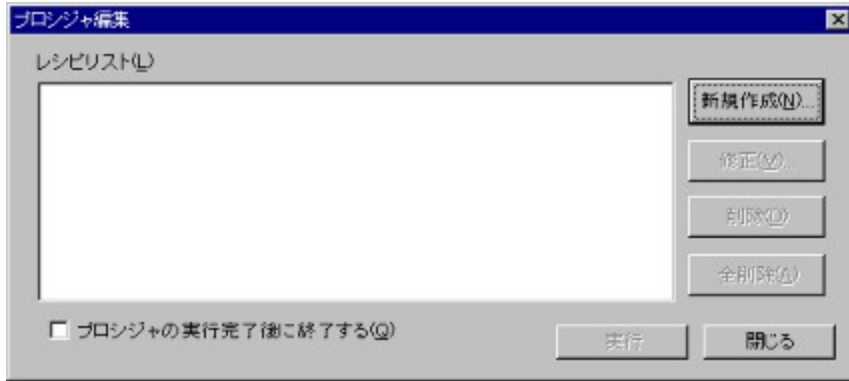 プロシジャ編集
レシピリスト(L)
新規作成(N)...
修正(M)...
削除(D)
全削除(A)
プロシジャの実行完了後に終了する(Q)
実行
閉じる